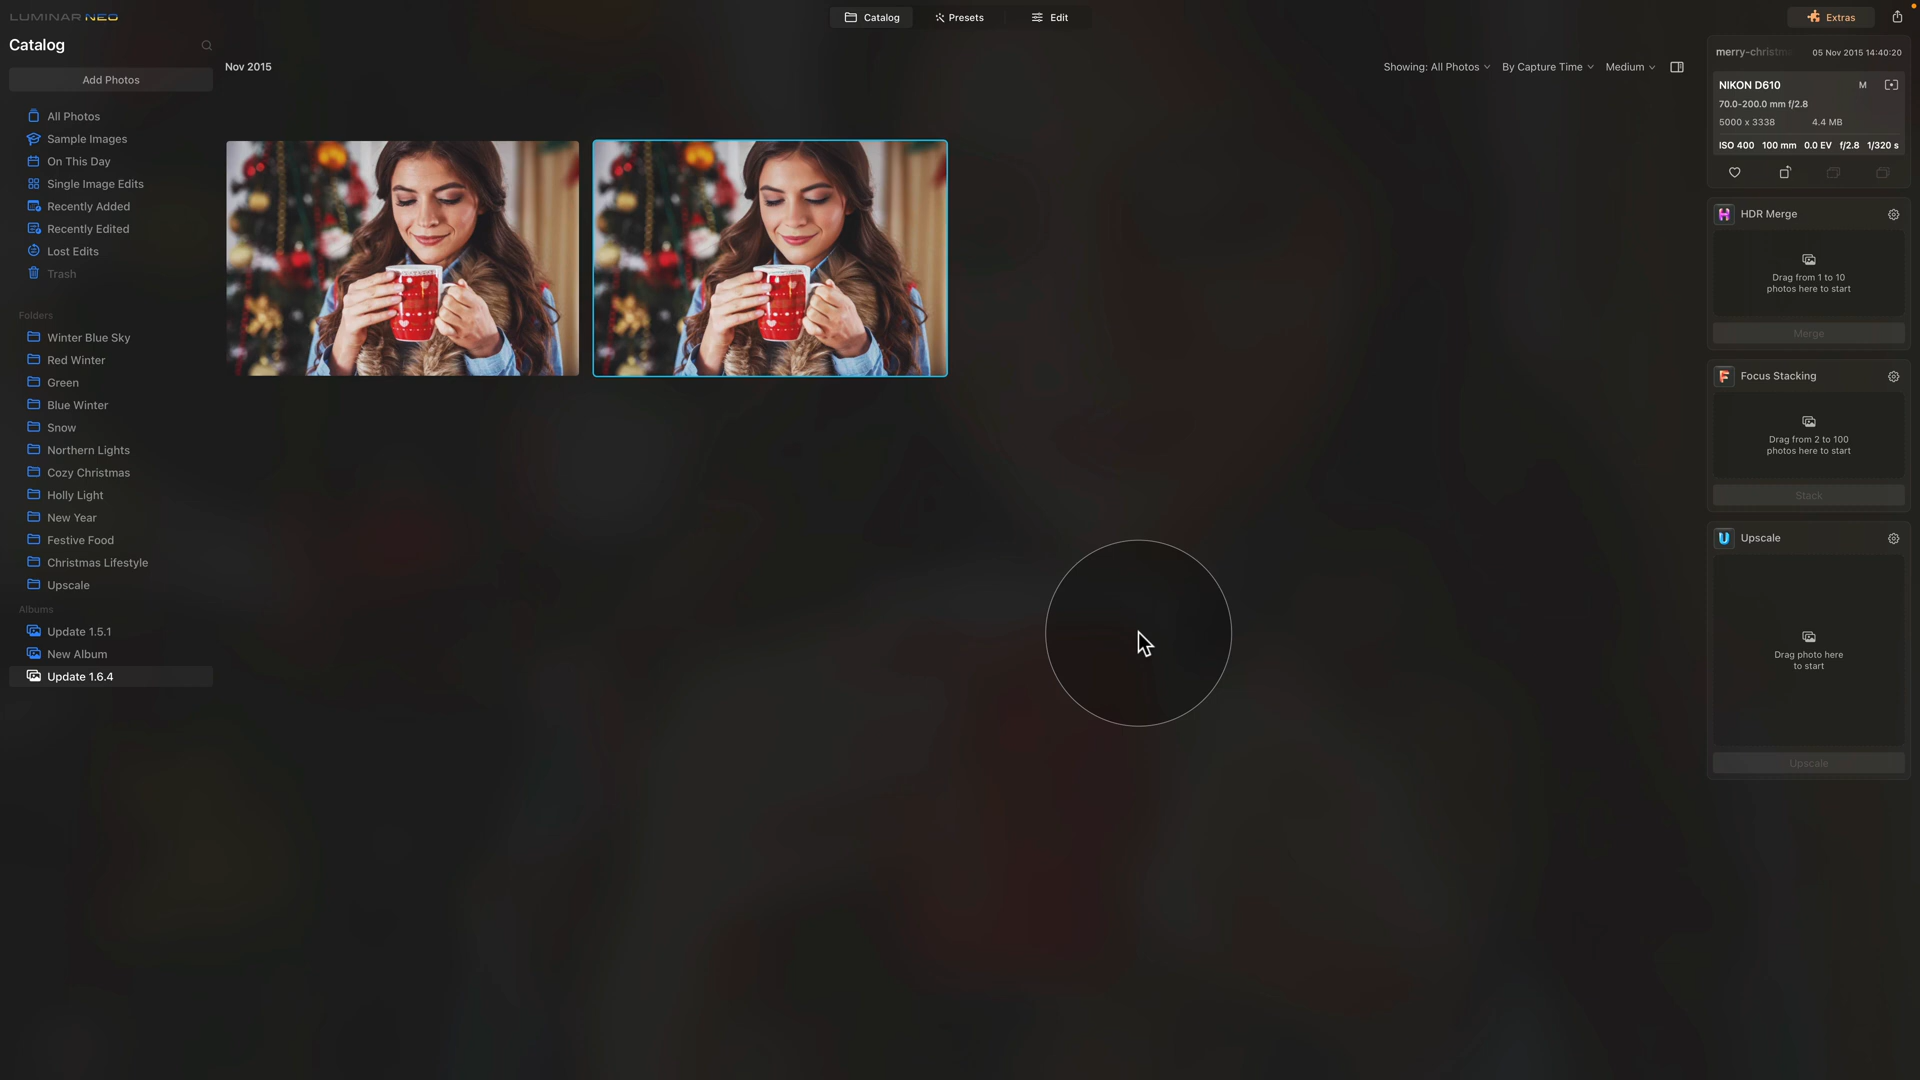 LUMINAR NEO
Catalog
Presets
Edit
Extras
Catalog
Add Photos
All Photos
Sample Images
On This Day
Single Image Edits
Recently Added
Recently Edited
Lost Edits
Trash
Folders
Winter Blue Sky
Red Winter
Green
Blue Winter
Snow
Northern Lights
Cozy Christmas
Holly Light
New Year
Festive Food
Christmas Lifestyle
Upscale
Albums
Update 1.5.1
New Album
Update 1.6.4
Nov 2015
Showing: All Photos By Capture Time Medium
merry-christm 05 Nov 2015 14:40:20
NIKON D610 M
70.0-200.0 mm f/2.8
5000 x 3338 4.4 MB
ISO 400 100 mm 0.0 EV f/2.8 1/320 s
HDR Merge
Drag from 1 to 10
photos here to start
Merge
Focus Stacking
Drag from 2 to 100
photos here to start
Stack
Upscale
Drag photo here
to start
Upscale